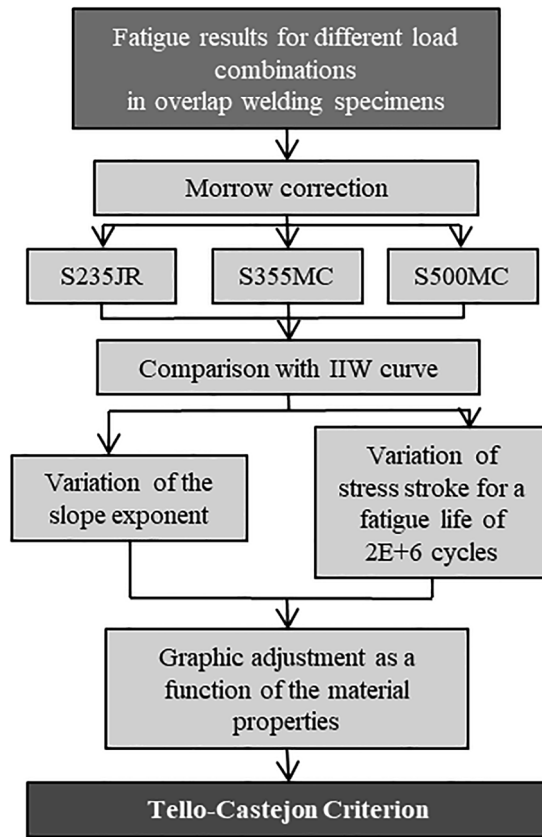 Fatigue results for different load
combinations
in overlap welding specimens
Morrow correction
S235JR
S355MC
S500MC
Comparison with IIW curve
Variation of the
slope exponent
Variation of
stress stroke for a
fatigue life of
2E+6 cycles
Graphic adjustment as a
function of the material
properties
Tello-Castejon Criterion